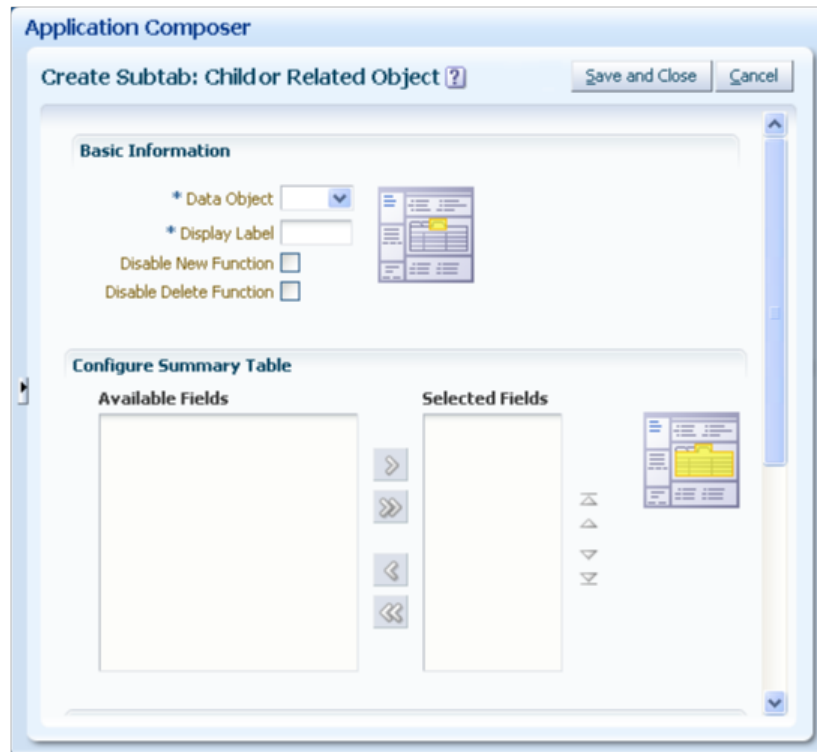 Application Composer
Create Subtab: Child or Related Object ? Save and Close Cancel
Basic Information
* Data Object
* Display Label
Disable New Function
Disable Delete Function
Configure Summary Table
Available Fields Selected Fields